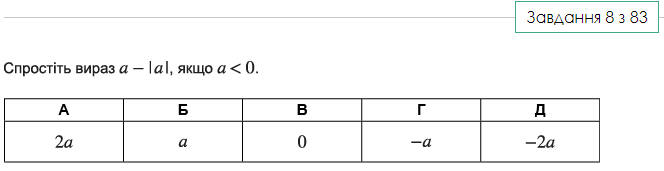 Завдання 8 з 83
Спростіть вираз a − |a|, якщо a < 0.
А Б В Г Д
2a a 0 −a −2a